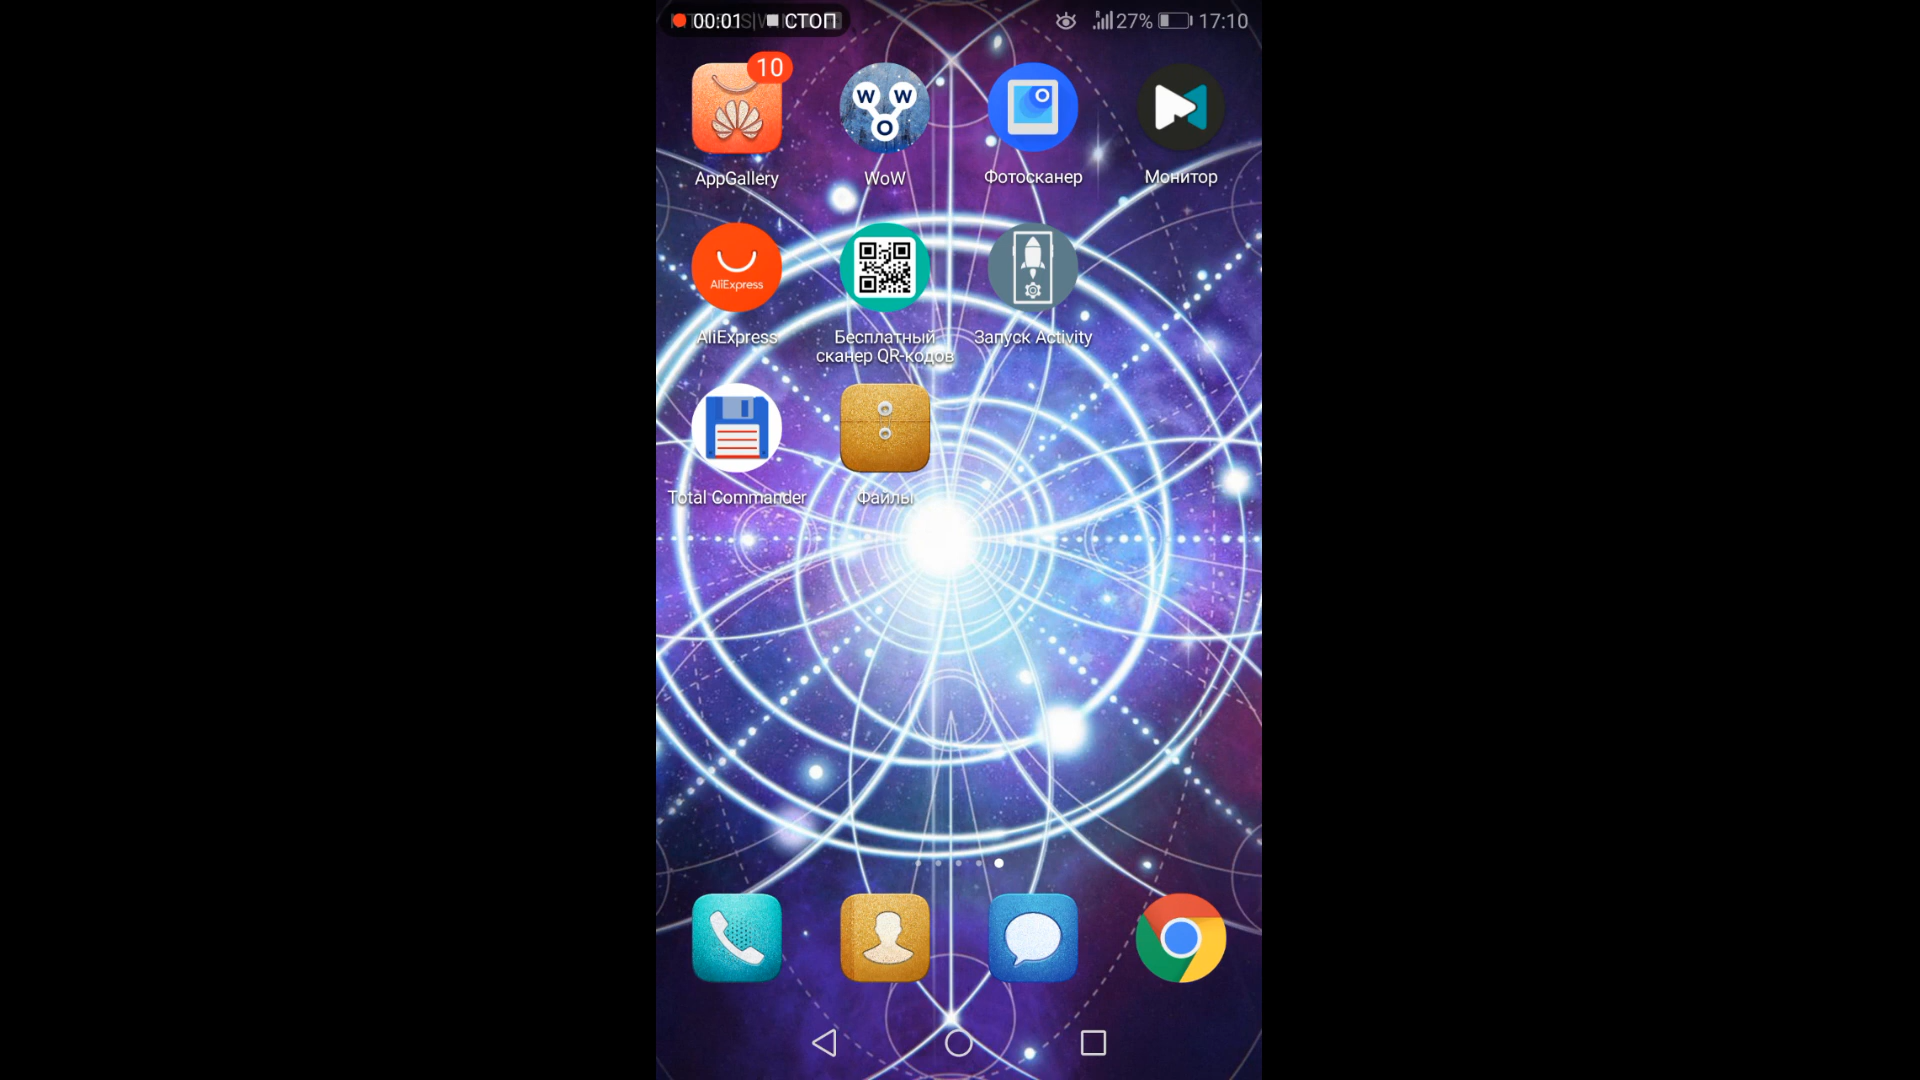 00:01 СТОП
27% 17:10
10
W W
O
AppGallery
WoW
Фотосканер
Монитор
AliExpress
AliExpress
Бесплатный
сканер QR-кодов
Запуск Activity
Total Commander
Файлы